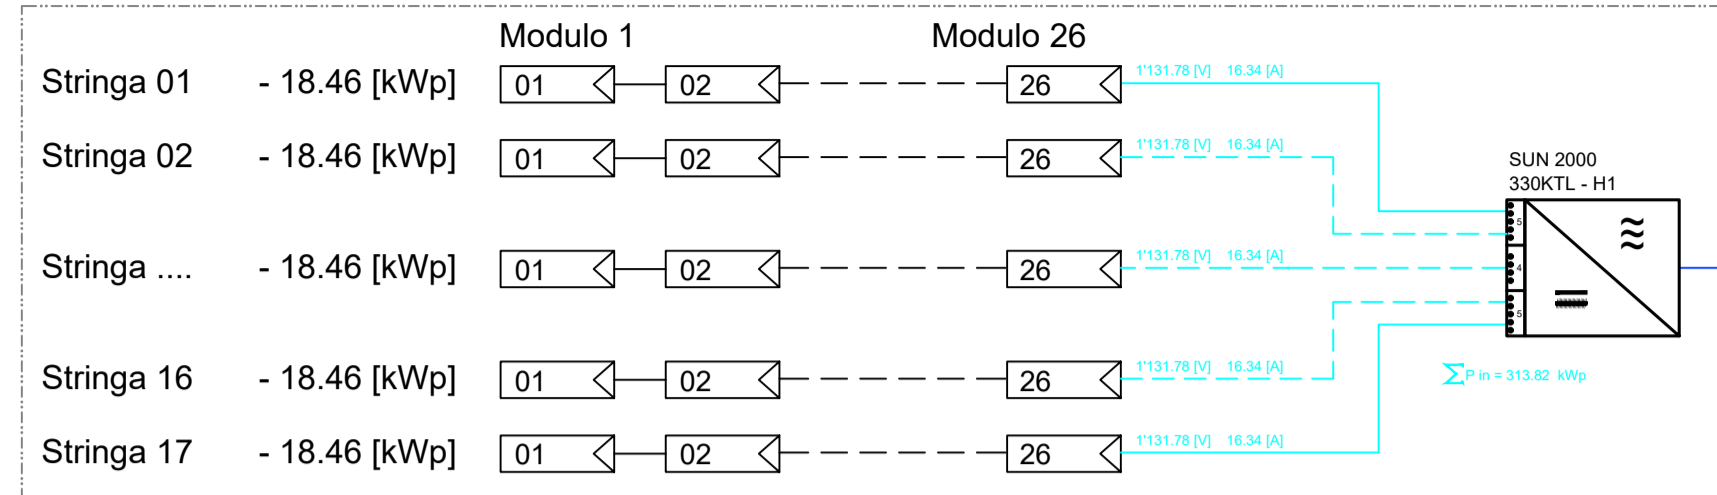 Modulo 1 Modulo 26
Stringa 01 - 18.46 [kWp] 01 02 26 1'131.78 [V] 16.34 [A]
Stringa 02 - 18.46 [kWp] 01 02 26 1'131.78 [V] 16.34 [A]
SUN 2000
330KTL - H1
5
Stringa .... - 18.46 [kWp] 01 02 26 1'131.78 [V] 16.34 [A]
4
5
Stringa 16 - 18.46 [kWp] 01 02 26 1'131.78 [V] 16.34 [A]
∑ P in = 313.82 kWp
Stringa 17 - 18.46 [kWp] 01 02 26 1'131.78 [V] 16.34 [A]